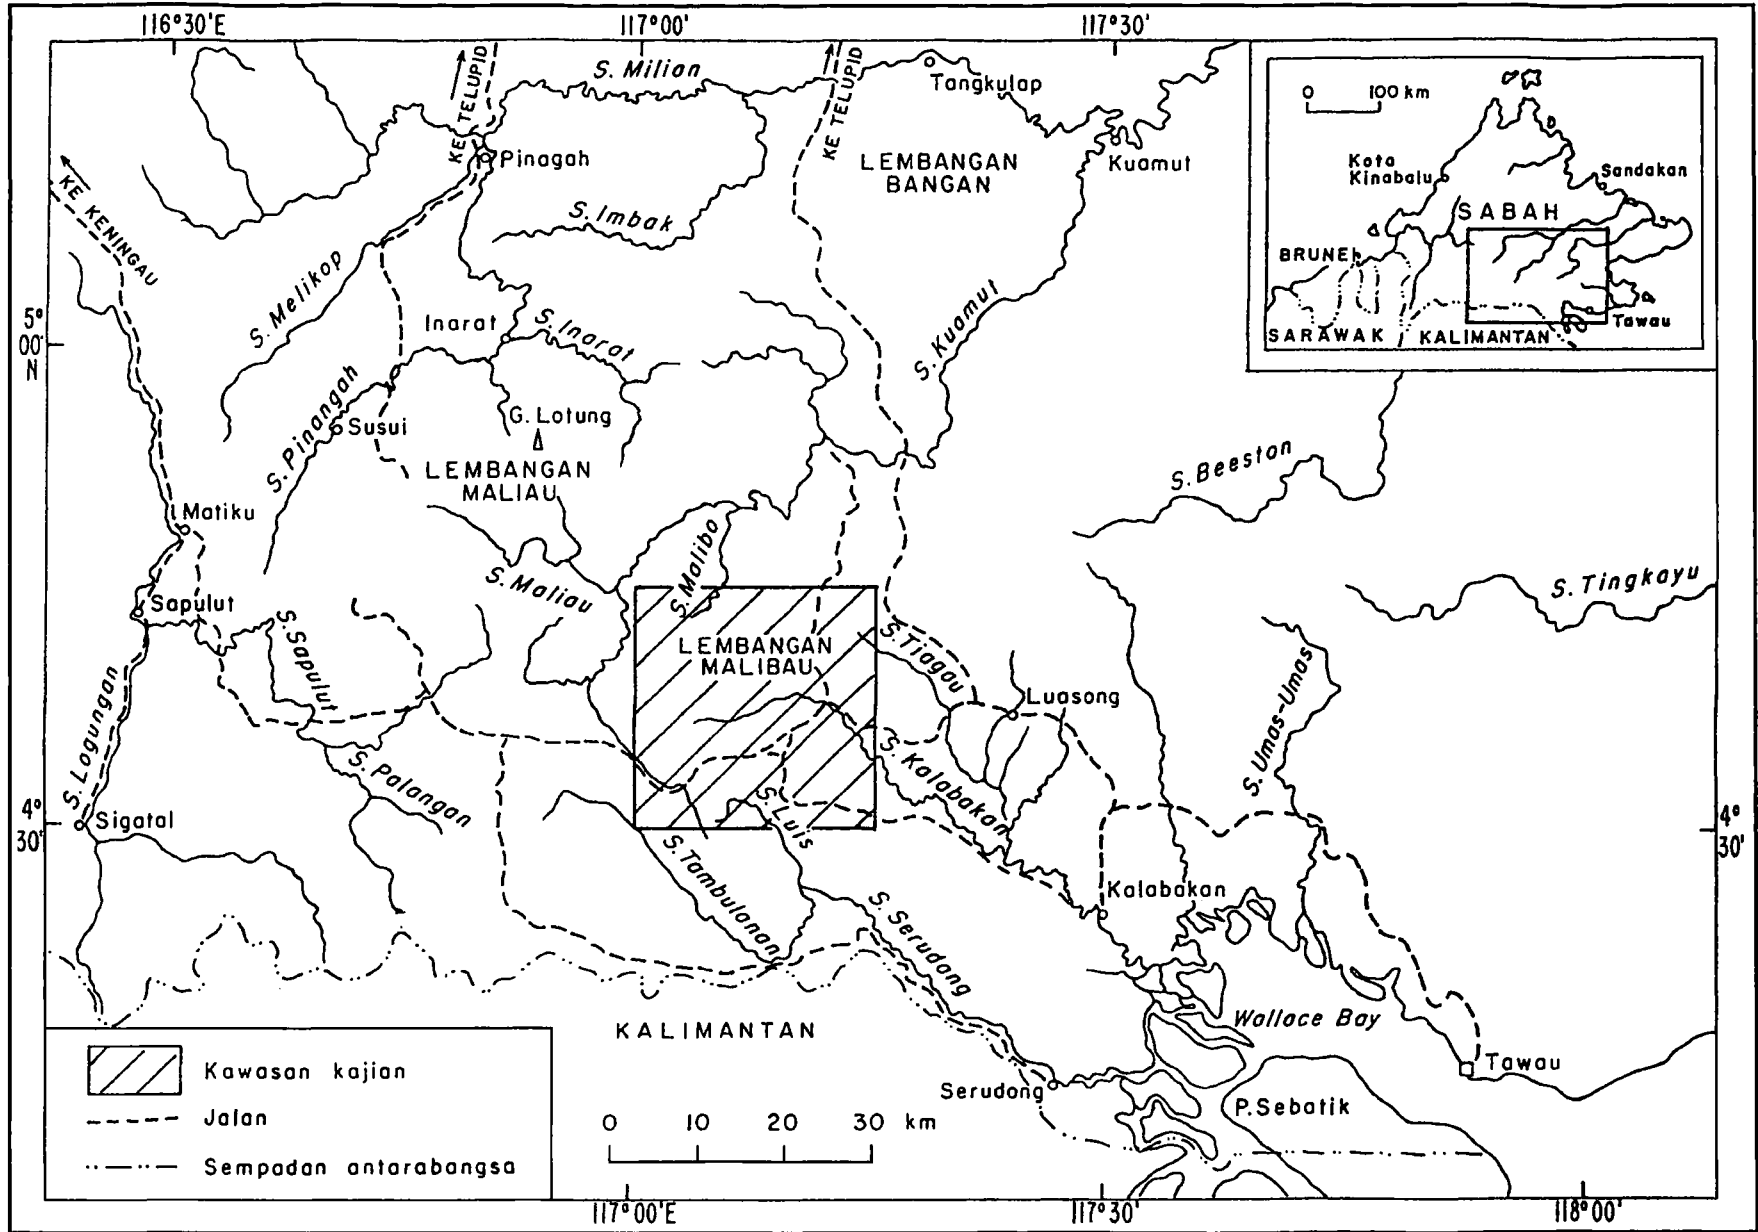 116°30'E
117°00'
117°30'
KE TELUPID
S. Milian
KE TELUPID
Tangkulap
Pinagah
LEMBANGAN
BANGAN
Kuamut
KE KENINGAU
S. Imbak
S. Melikop
Inarat
S. Inarat
S. Kuamut
5°
00'
N
S. Pinangah
Susui
G. Lotung
LEMBANGAN
MALIAU
S. Beeston
Matiku
S. Malibo
S. Maliau
S. Tingkayu
Sapulut
S. Sapulut
LEMBANGAN
MALIBAU
S. Tiagau
Luasong
S. Umas-Umas
S. Logungan
S. Palangan
S. Kalabakan
S. Luis
4°
30'
Sigatal
4°
30'
S. Tambulanan
Kalabakan
S. Serudong
KALIMANTAN
Wallace Bay
Tawau
Serudong
P. Sebatik
0 100 km
Kota
Kinabalu
Sandakan
SABAH
BRUNEI
Tawau
SARAWAK
KALIMANTAN
Kawasan kajian
Jalan
Sempadan antarabangsa
0 10 20 30 km
117°00'E
117°30'
118°00'